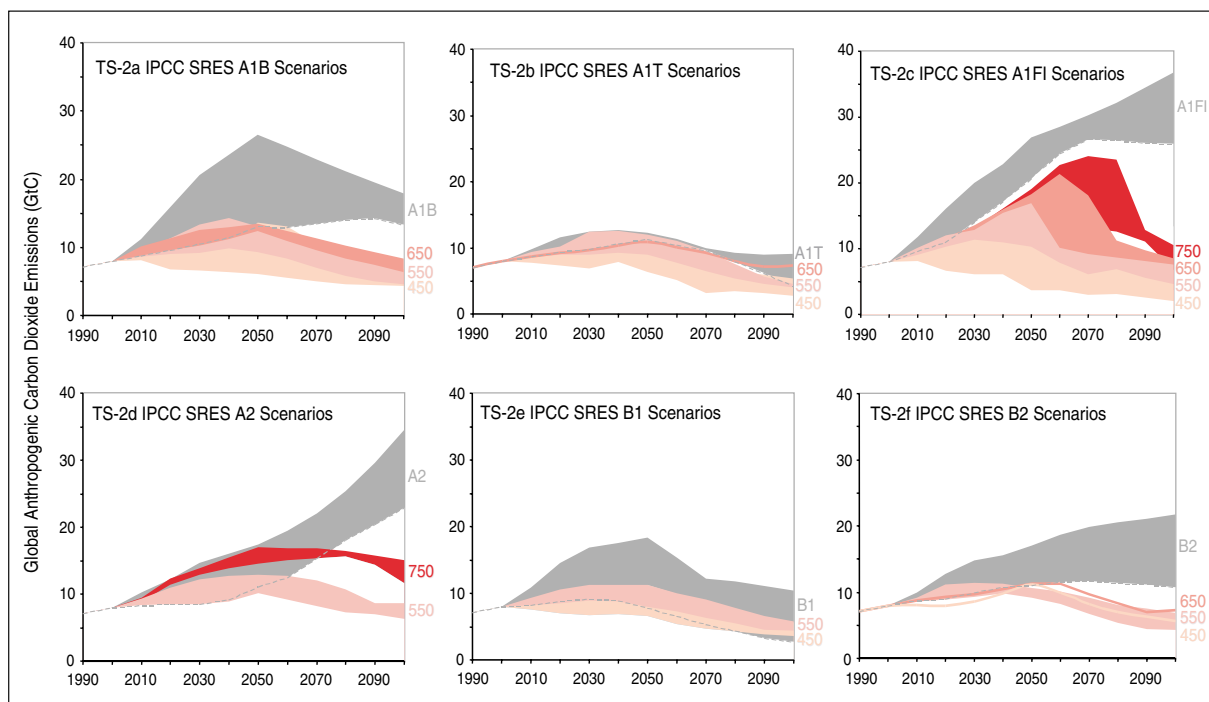 Global Anthropogenic Carbon Dioxide Emissions (GtC)
TS-2a IPCC SRES A1B Scenarios
40
30
20
10
0
A1B
650
550
450
1990 2010 2030 2050 2070 2090
TS-2b IPCC SRES A1T Scenarios
40
30
20
10
0
A1T
650
550
450
1990 2010 2030 2050 2070 2090
TS-2c IPCC SRES A1FI Scenarios
40
30
20
10
0
A1FI
750
650
550
450
1990 2010 2030 2050 2070 2090
TS-2d IPCC SRES A2 Scenarios
40
30
20
10
0
A2
750
550
1990 2010 2030 2050 2070 2090
TS-2e IPCC SRES B1 Scenarios
40
30
20
10
0
B1
550
450
1990 2010 2030 2050 2070 2090
TS-2f IPCC SRES B2 Scenarios
40
30
20
10
0
B2
650
550
450
1990 2010 2030 2050 2070 2090